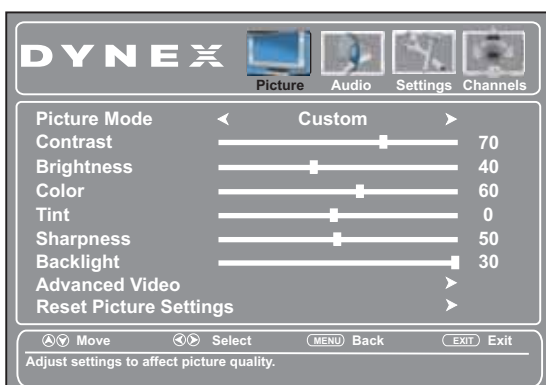 DYNEX
Picture Audio Settings Channels
Picture Mode Custom
Contrast 70
Brightness 40
Color 60
Tint 0
Sharpness 50
Backlight 30
Advanced Video
Reset Picture Settings
Move Select MENU Back EXIT Exit
Adjust settings to affect picture quality.